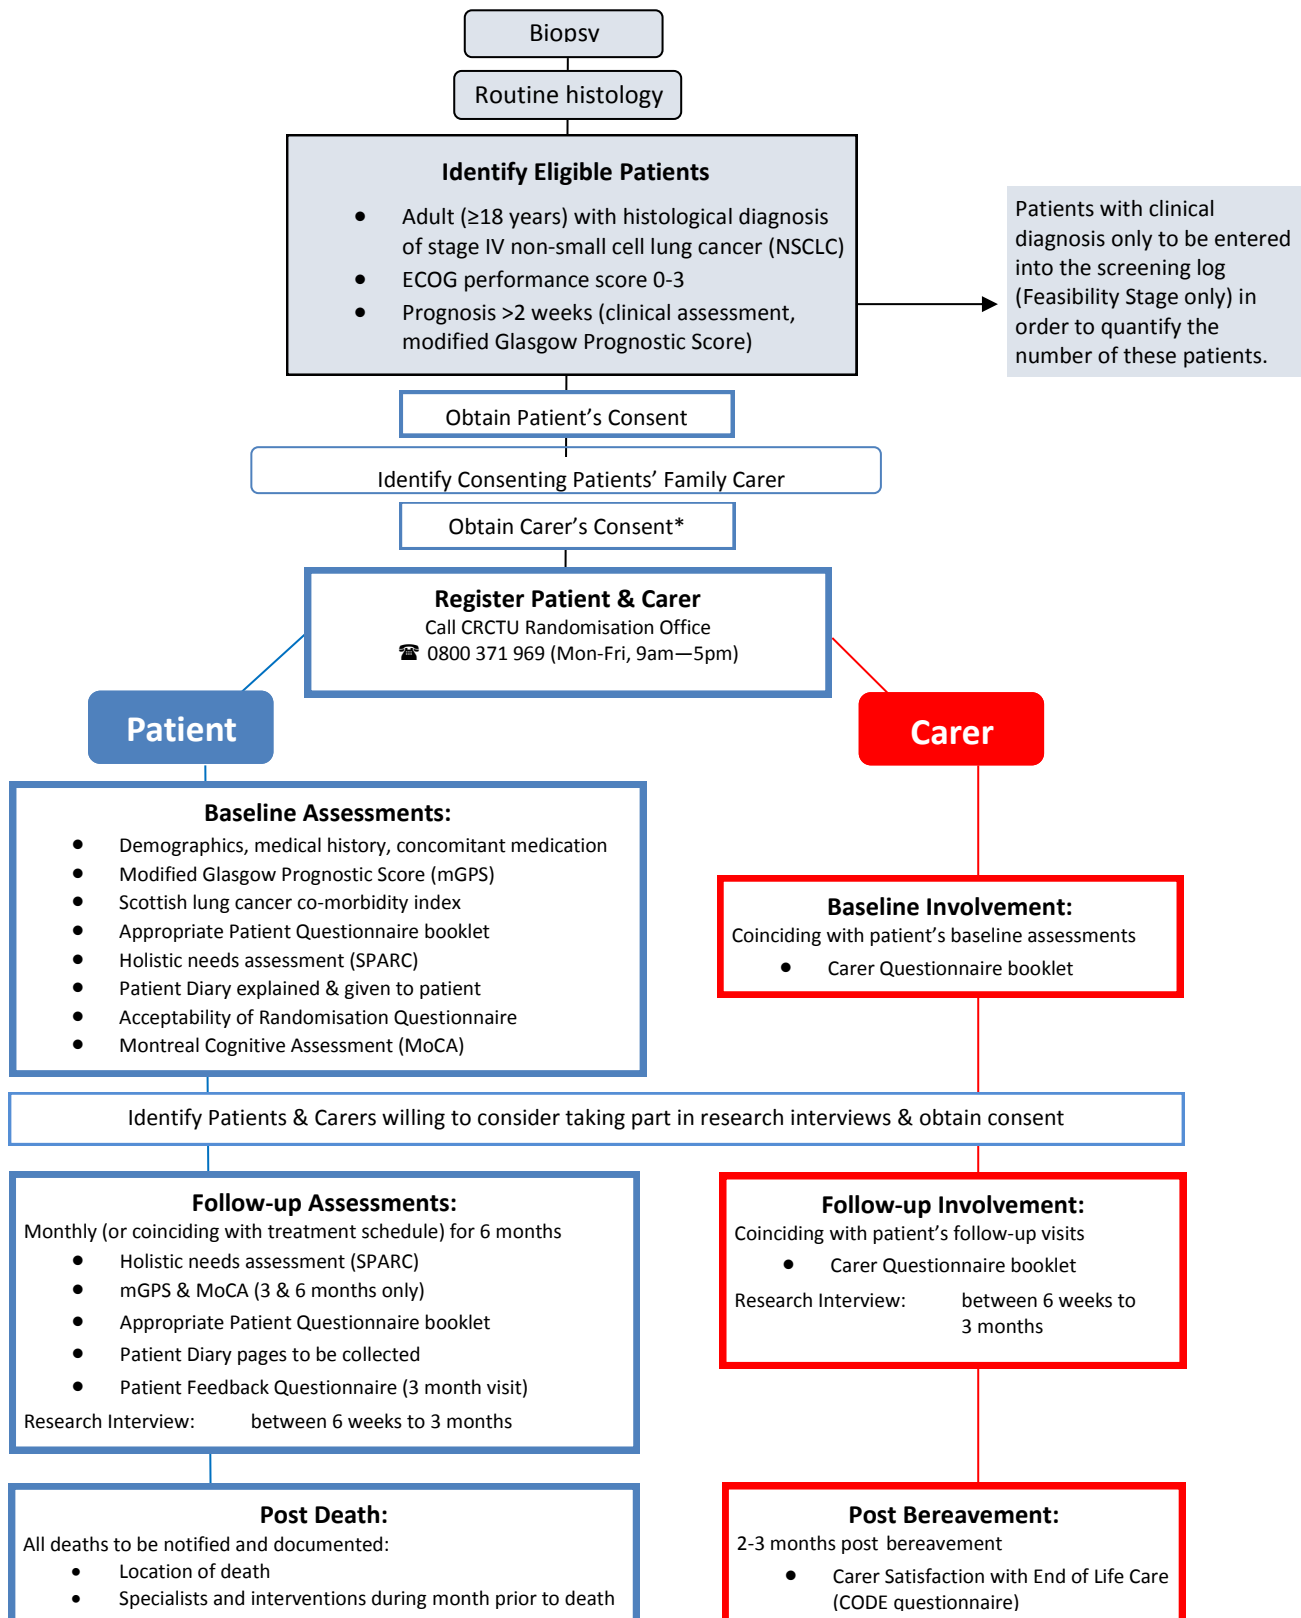 Biopsy
Routine histology
Identify Eligible Patients
• Adult (≥18 years) with histological diagnosis
of stage IV non-small cell lung cancer (NSCLC)
• ECOG performance score 0-3
• Prognosis >2 weeks (clinical assessment,
modified Glasgow Prognostic Score)
Patients with clinical
diagnosis only to be entered
into the screening log
(Feasibility Stage only) in
order to quantify the
number of these patients.
Obtain Patient's Consent
Identify Consenting Patients' Family Carer
Obtain Carer's Consent*
Register Patient & Carer
Call CRCTU Randomisation Office
☎ 0800 371 969 (Mon-Fri, 9am—5pm)
Patient
Carer
Baseline Assessments:
• Demographics, medical history, concomitant medication
• Modified Glasgow Prognostic Score (mGPS)
• Scottish lung cancer co-morbidity index
• Appropriate Patient Questionnaire booklet
• Holistic needs assessment (SPARC)
• Patient Diary explained & given to patient
• Acceptability of Randomisation Questionnaire
• Montreal Cognitive Assessment (MoCA)
Baseline Involvement:
Coinciding with patient's baseline assessments
• Carer Questionnaire booklet
Identify Patients & Carers willing to consider taking part in research interviews & obtain consent
Follow-up Assessments:
Monthly (or coinciding with treatment schedule) for 6 months
• Holistic needs assessment (SPARC)
• mGPS & MoCA (3 & 6 months only)
• Appropriate Patient Questionnaire booklet
• Patient Diary pages to be collected
• Patient Feedback Questionnaire (3 month visit)
Research Interview: between 6 weeks to 3 months
Follow-up Involvement:
Coinciding with patient's follow-up visits
• Carer Questionnaire booklet
Research Interview: between 6 weeks to
3 months
Post Death:
All deaths to be notified and documented:
• Location of death
• Specialists and interventions during month prior to death
Post Bereavement:
2-3 months post bereavement
• Carer Satisfaction with End of Life Care
(CODE questionnaire)